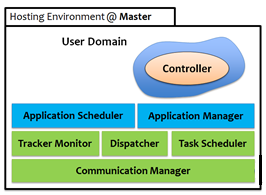 Hosting Environment @ Master
User Domain
Controller
Application Scheduler
Application Manager
Tracker Monitor
Dispatcher
Task Scheduler
Communication Manager